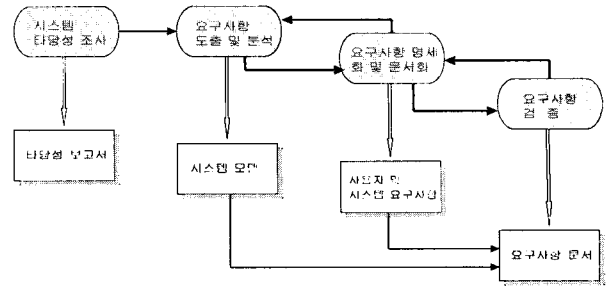 시스템
타당성 조사
요구사항
도출 및 분석
요구사항 명세
화 및 문서화
요구사항
검 증
타당성 보고서
시스템 모델
사용자 및
시스템 요구사항
요구사항 문서